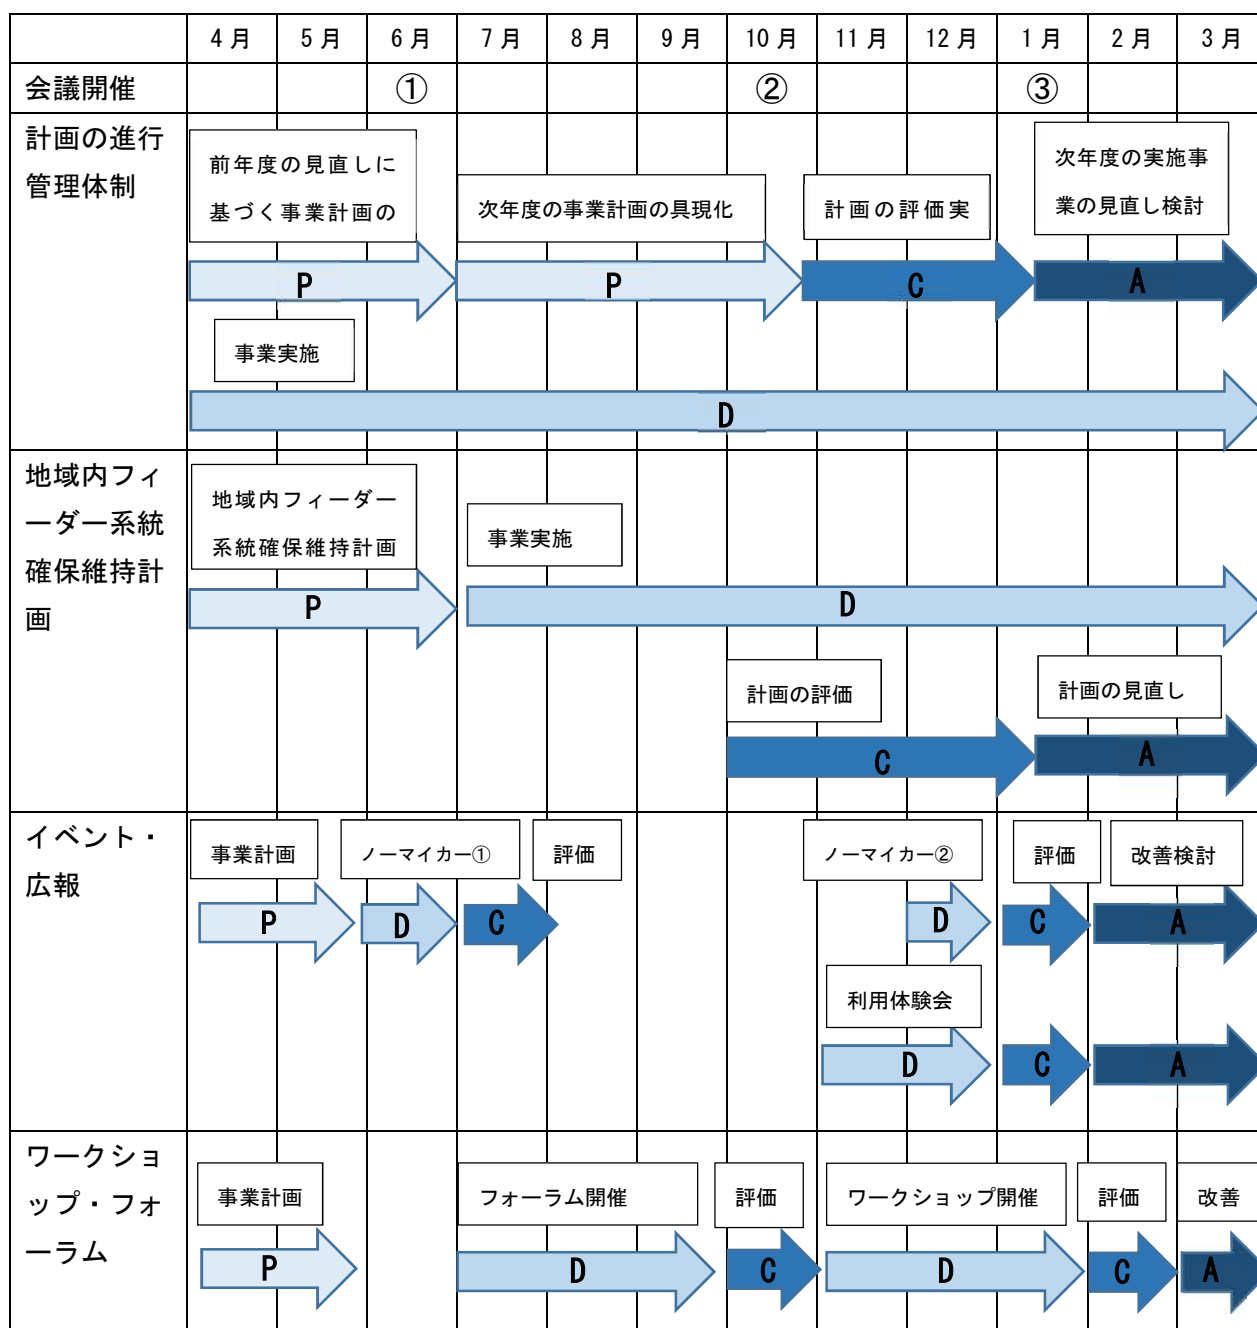 4月 5月 6月 7月 8月 9月 10月 11月 12月 1月 2月 3月
会議開催 ① ② ③
計画の進行
管理体制
前年度の見直しに
基づく事業計画の
次年度の事業計画の具現化
計画の評価実
次年度の実施事
業の見直し検討
P P C A
事業実施
D
地域内フィ
ーダー系統
確保維持計
画
地域内フィーダー
系統確保維持計画
事業実施
P D
計画の評価 計画の見直し
C A
イベント・
広報
事業計画 ノーマイカー① 評価 ノーマイカー② 評価 改善検討
P D C D C A
利用体験会
D C A
ワークショ
ップ・フォ
ーラム
事業計画 フォーラム開催 評価 ワークショップ開催 評価 改善
P D C D C A